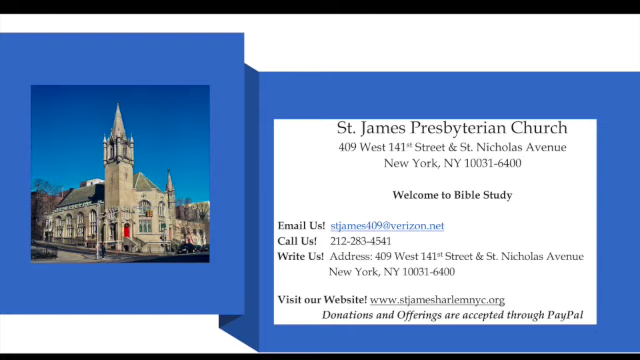 St. James Presbyterian Church
409 West 141st Street & St. Nicholas Avenue
New York, NY 10031-6400
Welcome to Bible Study
Email Us! stjames409@verizon.net
Call Us! 212-283-4541
Write Us! Address: 409 West 141st Street & St. Nicholas Avenue
New York, NY 10031-6400
Visit our Website! www.stjamesharlemnyc.org
Donations and Offerings are accepted through PayPal